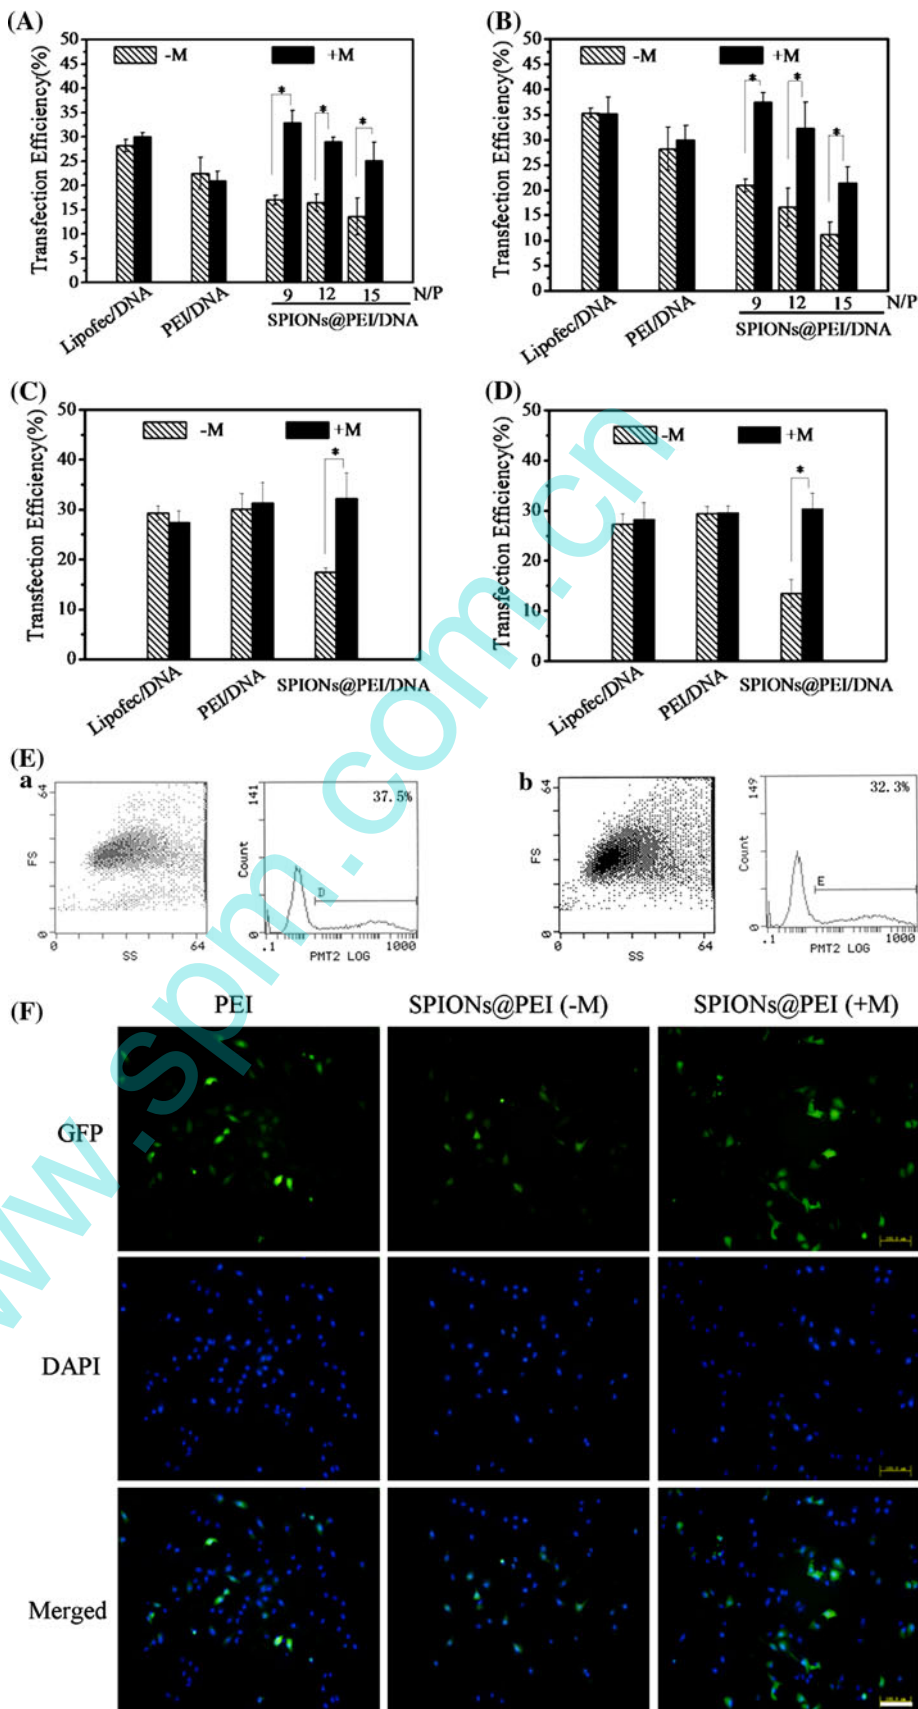 (A)
50
45
40
35
30
25
20
15
10
5
0
Transfection Efficiency(%)
-M
+M
*
*
*
9
12
15
N/P
Lipofec/DNA
PEI/DNA
SPIONs@PEI/DNA
(B)
50
45
40
35
30
25
20
15
10
35
0
Transfection Efficiency(%)
-M
+M
*
*
*
9
12
15
N/P
Lipofec/DNA
PEI/DNA
SPIONs@PEI/DNA
(C)
50
40
30
20
10
0
Transfection Efficiency(%)
-M
+M
*
Lipofec/DNA
PEI/DNA
SPIONs@PEI/DNA
(D)
50
40
30
20
10
0
Transfection Efficiency(%)
-M
+M
*
Lipofec/DNA
PEI/DNA
SPIONs@PEI/DNA
(E)
a
64
FS
0
0
SS
64
141
Count
0
37.5%
D
.1
PMT2 LOG
1000
b
64
FS
0
0
SS
64
149
Count
0
32.3%
E
.1
PMT2 LOG
1000
(F)
PEI
SPIONs@PEI (-M)
SPIONs@PEI (+M)
GFP
DAPI
Merged
www.spm.com.cn